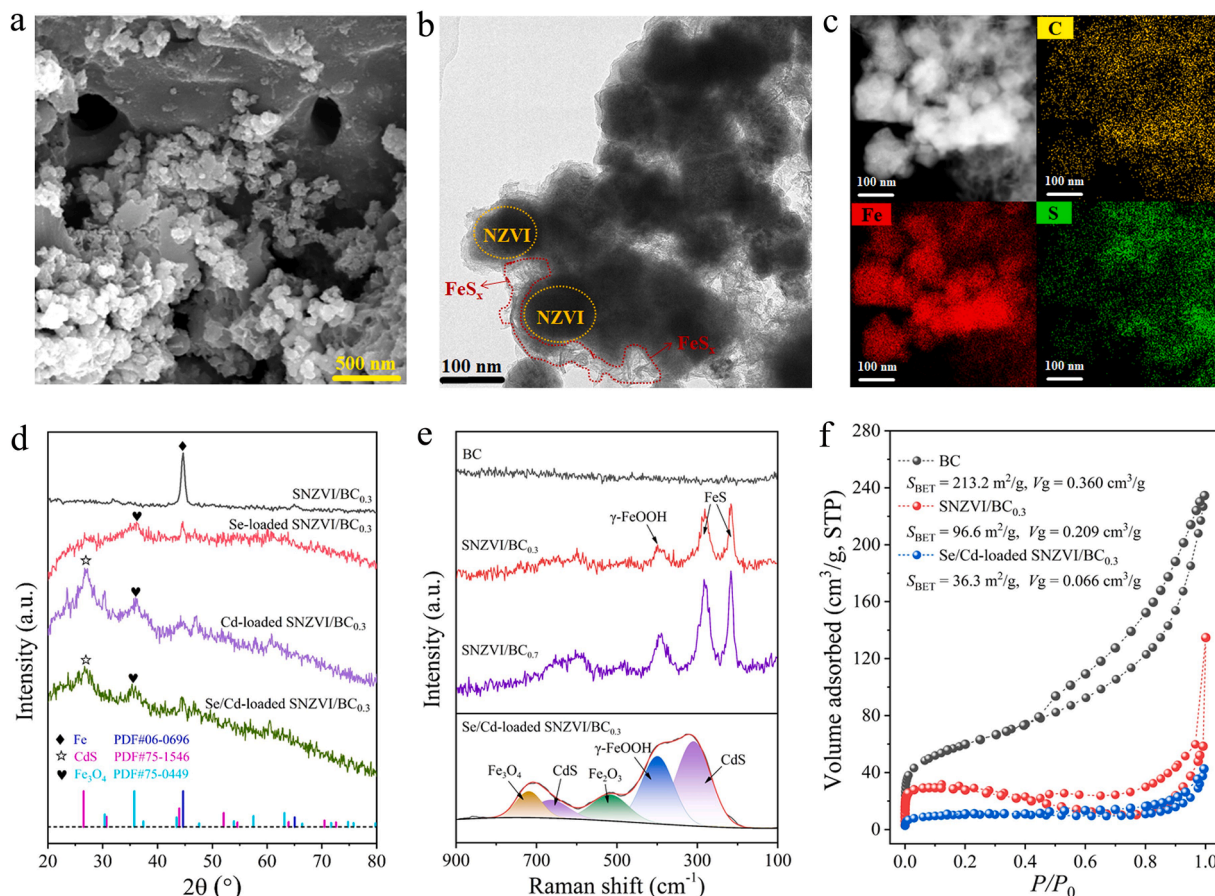 a
500 nm
b
NZVI
FeSₓ
NZVI
FeSₓ
100 nm
c
C
100 nm
100 nm
Fe
S
100 nm
100 nm
d
Intensity (a.u.)
SNZVI/BC₀.₃
Se-loaded SNZVI/BC₀.₃
Cd-loaded SNZVI/BC₀.₃
Se/Cd-loaded SNZVI/BC₀.₃
♦ Fe PDF#06-0696
☆ CdS PDF#75-1546
♥ Fe₃O₄ PDF#75-0449
20 30 40 50 60 70 80
2θ (°)
e
Intensity (a.u.)
BC
FeS
γ-FeOOH
SNZVI/BC₀.₃
SNZVI/BC₀.₇
Se/Cd-loaded SNZVI/BC₀.₃
γ-FeOOH
Fe₃O₄
CdS
Fe₂O₃
CdS
900 700 500 300 100
Raman shift (cm⁻¹)
f
Volume adsorbed (cm³/g, STP)
280
240
200
160
120
80
40
0
BC
S_BET = 213.2 m²/g, Vg = 0.360 cm³/g
SNZVI/BC₀.₃
S_BET = 96.6 m²/g, Vg = 0.209 cm³/g
Se/Cd-loaded SNZVI/BC₀.₃
S_BET = 36.3 m²/g, Vg = 0.066 cm³/g
0.0 0.2 0.4 0.6 0.8 1.0
P/P₀